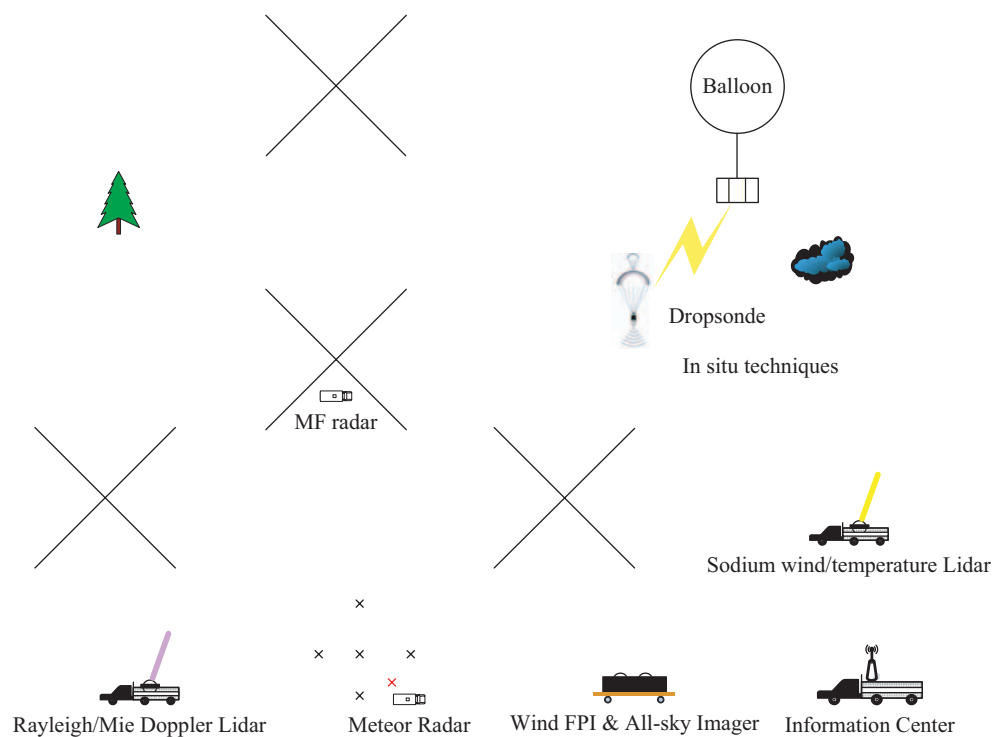 Balloon
Dropsonde
In situ techniques
MF radar
Sodium wind/temperature Lidar
Rayleigh/Mie Doppler Lidar
Meteor Radar
Wind FPI & All-sky Imager
Information Center